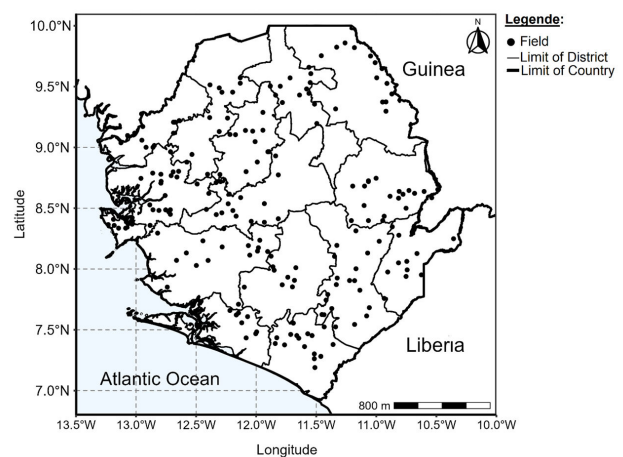 10.0°N
9.5°N
9.0°N
8.5°N
8.0°N
7.5°N
7.0°N
Latitude
N
Guinea
Liberia
Atlantic Ocean
800 m
13.5°W 13.0°W 12.5°W 12.0°W 11.5°W 11.0°W 10.5°W 10.0°W
Longitude
Legende:
Field
Limit of District
Limit of Country